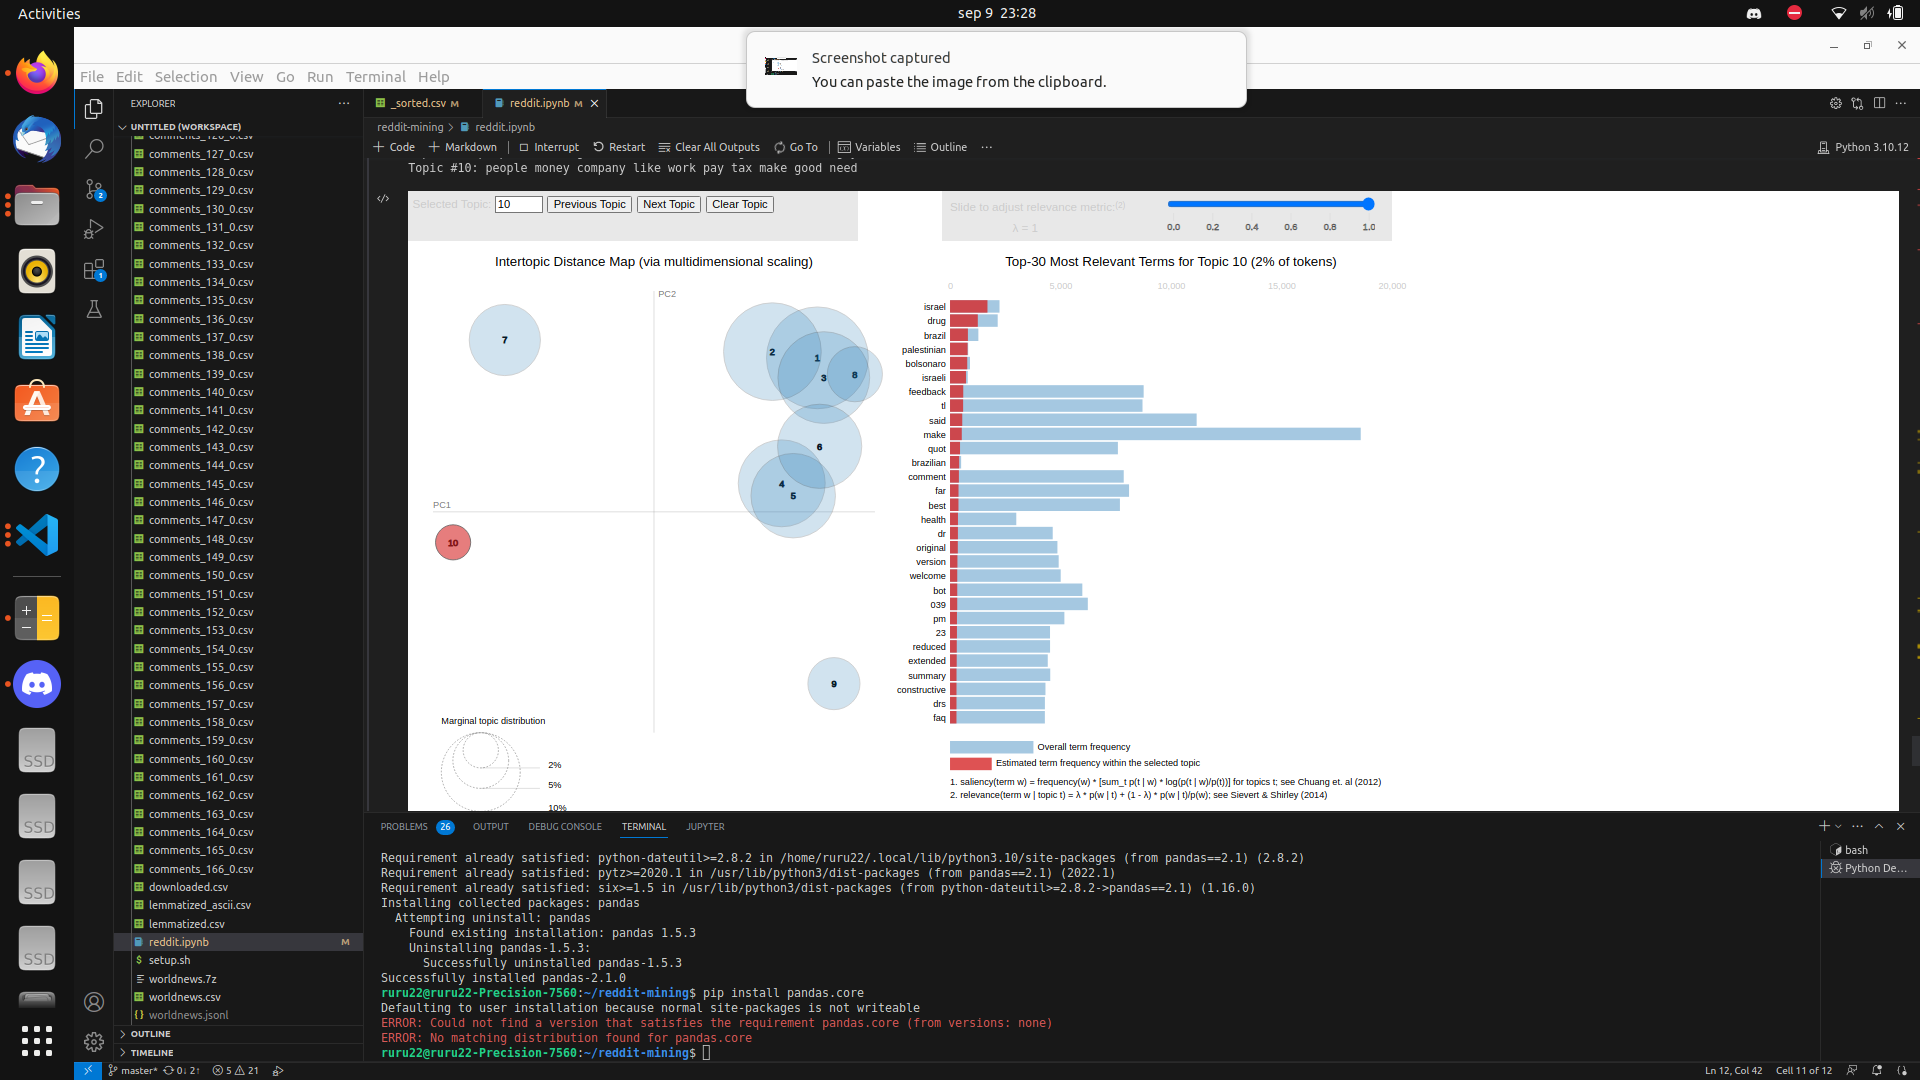 Activities
sep 9 23:28
Screenshot captured
You can paste the image from the clipboard.
File Edit Selection View Go Run Terminal Help
EXPLORER
_sorted.csv M
reddit.ipynb M
UNTITLED (WORKSPACE)
reddit-mining > reddit.ipynb
Code Markdown Interrupt Restart Clear All Outputs Go To Variables Outline
Python 3.10.12
comments_126_0.csv
comments_127_0.csv
comments_128_0.csv
comments_129_0.csv
comments_130_0.csv
comments_131_0.csv
comments_132_0.csv
comments_133_0.csv
comments_134_0.csv
comments_135_0.csv
comments_136_0.csv
comments_137_0.csv
comments_138_0.csv
comments_139_0.csv
comments_140_0.csv
comments_141_0.csv
comments_142_0.csv
comments_143_0.csv
comments_144_0.csv
comments_145_0.csv
comments_146_0.csv
comments_147_0.csv
comments_148_0.csv
comments_149_0.csv
comments_150_0.csv
comments_151_0.csv
comments_152_0.csv
comments_153_0.csv
comments_154_0.csv
comments_155_0.csv
comments_156_0.csv
comments_157_0.csv
comments_158_0.csv
comments_159_0.csv
comments_160_0.csv
comments_161_0.csv
comments_162_0.csv
comments_163_0.csv
comments_164_0.csv
comments_165_0.csv
comments_166_0.csv
downloaded.csv
lemmatized_ascii.csv
lemmatized.csv
reddit.ipynb M
setup.sh
worldnews.7z
worldnews.csv
worldnews.jsonl
OUTLINE
TIMELINE
2
1
SSD
SSD
SSD
SSD
Topic #10: people money company like work pay tax make good need
Selected Topic: 10 Previous Topic Next Topic Clear Topic
Slide to adjust relevance metric:(2)
λ = 1
0.0 0.2 0.4 0.6 0.8 1.0
Intertopic Distance Map (via multidimensional scaling)
PC2
PC1
7
2
1
3
8
6
4
5
10
9
Marginal topic distribution
2%
5%
10%
Top-30 Most Relevant Terms for Topic 10 (2% of tokens)
0 5,000 10,000 15,000 20,000
israel
drug
brazil
palestinian
bolsonaro
israeli
feedback
tl
said
make
quot
brazilian
comment
far
best
health
dr
original
version
welcome
bot
039
pm
23
reduced
extended
summary
constructive
drs
faq
Overall term frequency
Estimated term frequency within the selected topic
1. saliency(term w) = frequency(w) * [sum_t p(t | w) * log(p(t | w)/p(t))] for topics t; see Chuang et. al (2012)
2. relevance(term w | topic t) = λ * p(w | t) + (1 - λ) * p(w | t)/p(w); see Sievert & Shirley (2014)
PROBLEMS 26 OUTPUT DEBUG CONSOLE TERMINAL JUPYTER
Requirement already satisfied: python-dateutil>=2.8.2 in /home/ruru22/.local/lib/python3.10/site-packages (from pandas==2.1) (2.8.2)
Requirement already satisfied: pytz>=2020.1 in /usr/lib/python3/dist-packages (from pandas==2.1) (2022.1)
Requirement already satisfied: six>=1.5 in /usr/lib/python3/dist-packages (from python-dateutil>=2.8.2->pandas==2.1) (1.16.0)
Installing collected packages: pandas
Attempting uninstall: pandas
Found existing installation: pandas 1.5.3
Uninstalling pandas-1.5.3:
Successfully uninstalled pandas-1.5.3
Successfully installed pandas-2.1.0
ruru22@ruru22-Precision-7560:~/reddit-mining$ pip install pandas.core
Defaulting to user installation because normal site-packages is not writeable
ERROR: Could not find a version that satisfies the requirement pandas.core (from versions: none)
ERROR: No matching distribution found for pandas.core
ruru22@ruru22-Precision-7560:~/reddit-mining$
bash
Python De...
master* 0↓ 2↑ 5 21
Ln 12, Col 42 Cell 11 of 12